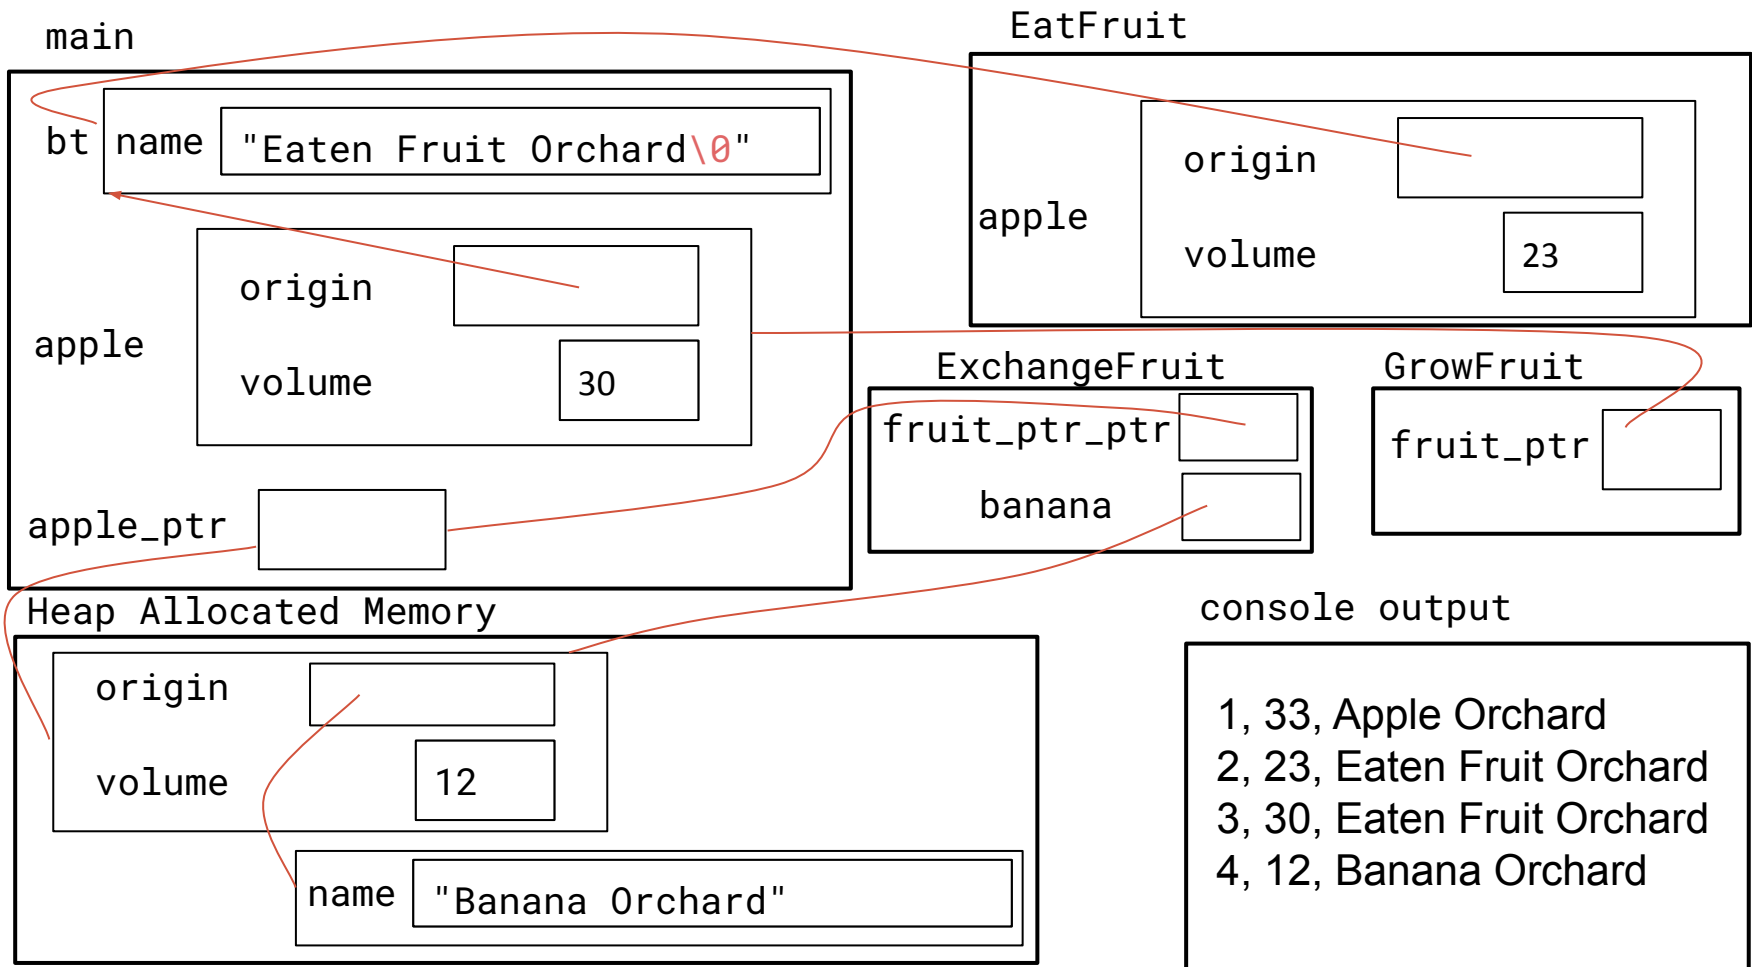 main
bt name "Eaten Fruit Orchard\0"
origin
apple
volume 30
apple_ptr
EatFruit
origin
apple
volume 23
ExchangeFruit
fruit_ptr_ptr
banana
GrowFruit
fruit_ptr
Heap Allocated Memory
origin
volume 12
name "Banana Orchard"
console output
1, 33, Apple Orchard
2, 23, Eaten Fruit Orchard
3, 30, Eaten Fruit Orchard
4, 12, Banana Orchard